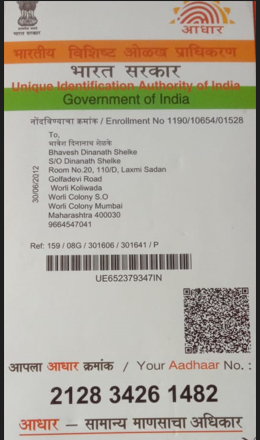 आधार
भारतीय विशिष्ट ओळख प्राधिकरण
भारत सरकार
Unique Identification Authority of India
Government of India
नोंदविण्याचा क्रमांक / Enrollment No 1190/10654/01528
To,
भावेश दिनानाथ शेळके
Bhavesh Dinanath Shelke
S/O Dinanath Shelke
Room No.20, 110/D, Laxmi Sadan
Golfadevi Road
Worli Koliwada
Worli Colony S.O
Worli Colony Mumbai
Maharashtra 400030
9664547041
30/06/2012
Ref: 159 / 08G / 301606 / 301641 / P
UE652379347IN
आपला आधार क्रमांक / Your Aadhaar No. :
2128 3426 1482
आधार — सामान्य माणसाचा अधिकार